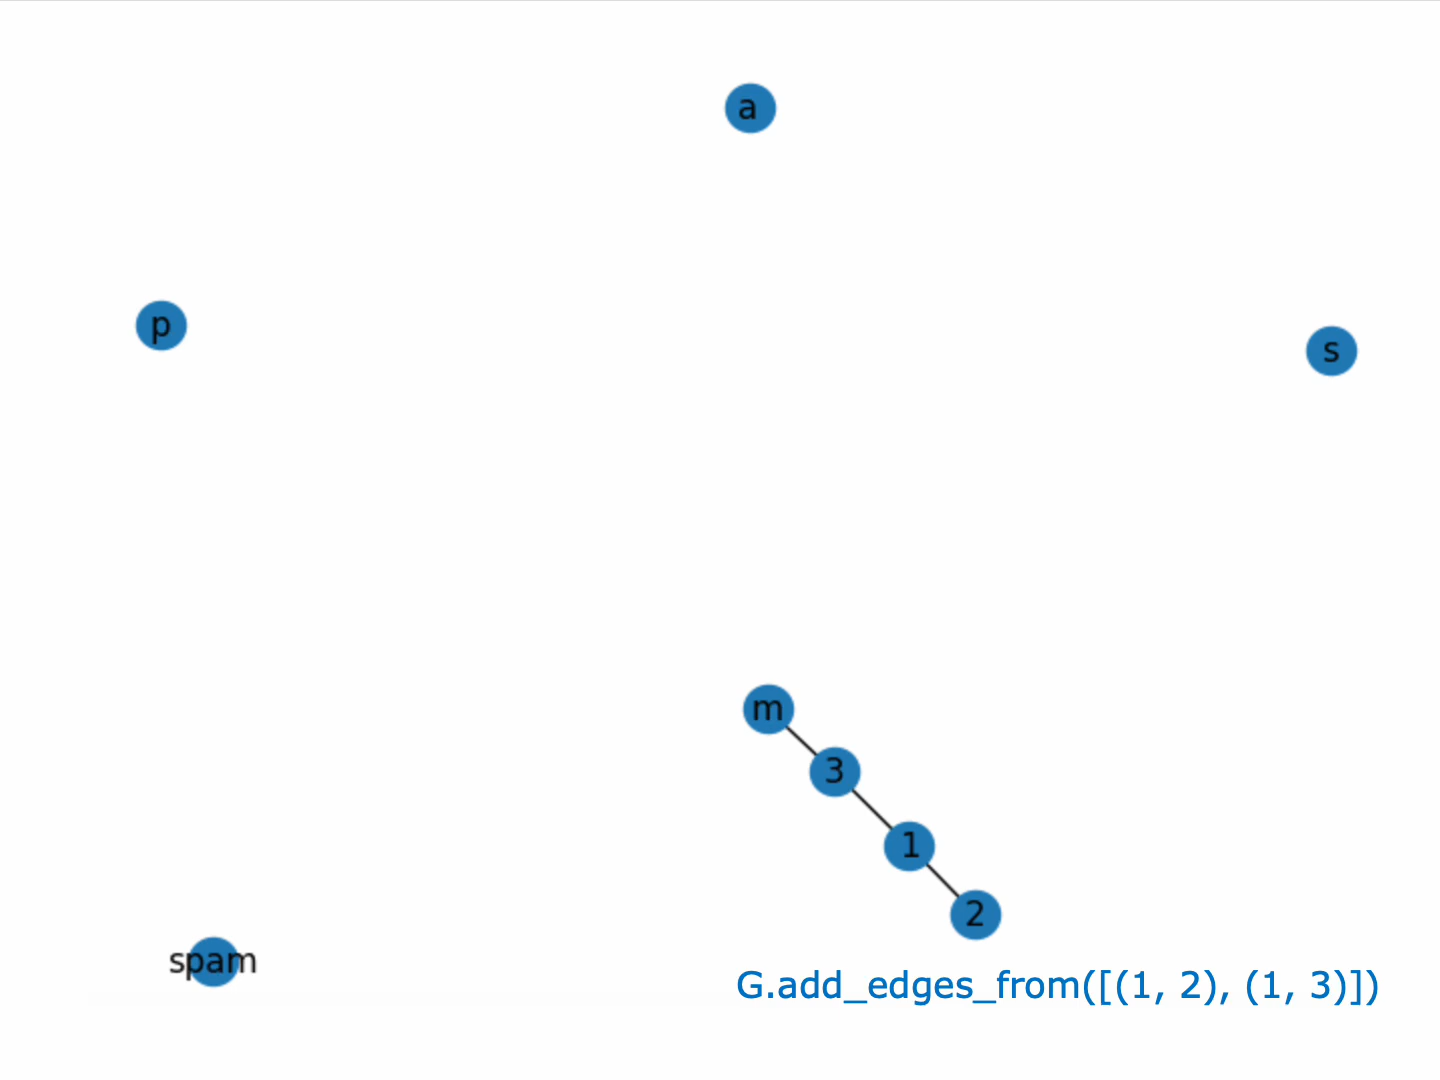 a
p
s
m
3
1
2
spam
G.add_edges_from([(1, 2), (1, 3)])